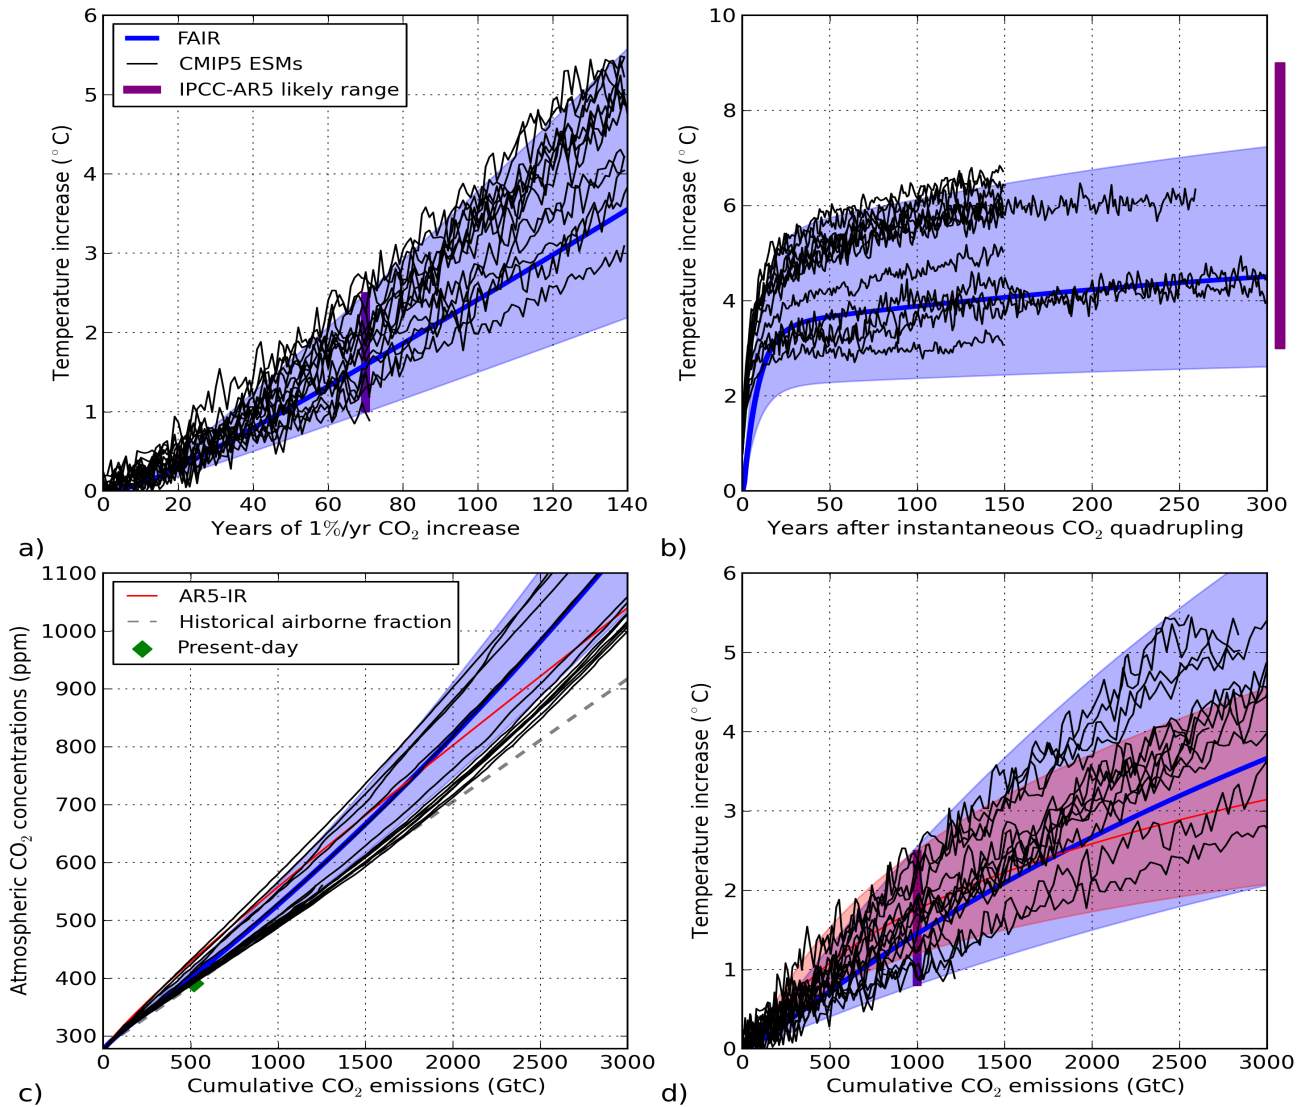 FAIR
CMIP5 ESMs
IPCC-AR5 likely range
Temperature increase (°C)
0 1 2 3 4 5 6
0 20 40 60 80 100 120 140
Years of 1%/yr CO₂ increase
a)
Temperature increase (°C)
0 2 4 6 8 10
0 50 100 150 200 250 300
Years after instantaneous CO₂ quadrupling
b)
AR5-IR
Historical airborne fraction
Present-day
Atmospheric CO₂ concentrations (ppm)
300 400 500 600 700 800 900 1000 1100
0 500 1000 1500 2000 2500 3000
Cumulative CO₂ emissions (GtC)
c)
Temperature increase (°C)
0 1 2 3 4 5 6
0 500 1000 1500 2000 2500 3000
Cumulative CO₂ emissions (GtC)
d)